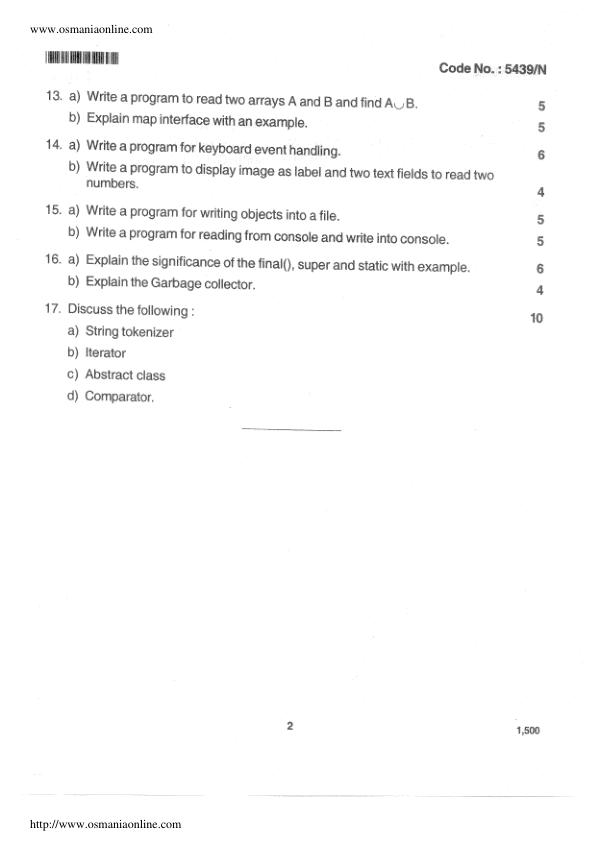 www.osmaniaonline.com
Code No. : 5439/N
13. a) Write a program to read two arrays A and B and find A∪B. 5
b) Explain map interface with an example. 5
14. a) Write a program for keyboard event handling. 6
b) Write a program to display image as label and two text fields to read two
numbers. 4
15. a) Write a program for writing objects into a file. 5
b) Write a program for reading from console and write into console. 5
16. a) Explain the significance of the final(), super and static with example. 6
b) Explain the Garbage collector. 4
17. Discuss the following : 10
a) String tokenizer
b) Iterator
c) Abstract class
d) Comparator.
2
1,500
http://www.osmaniaonline.com